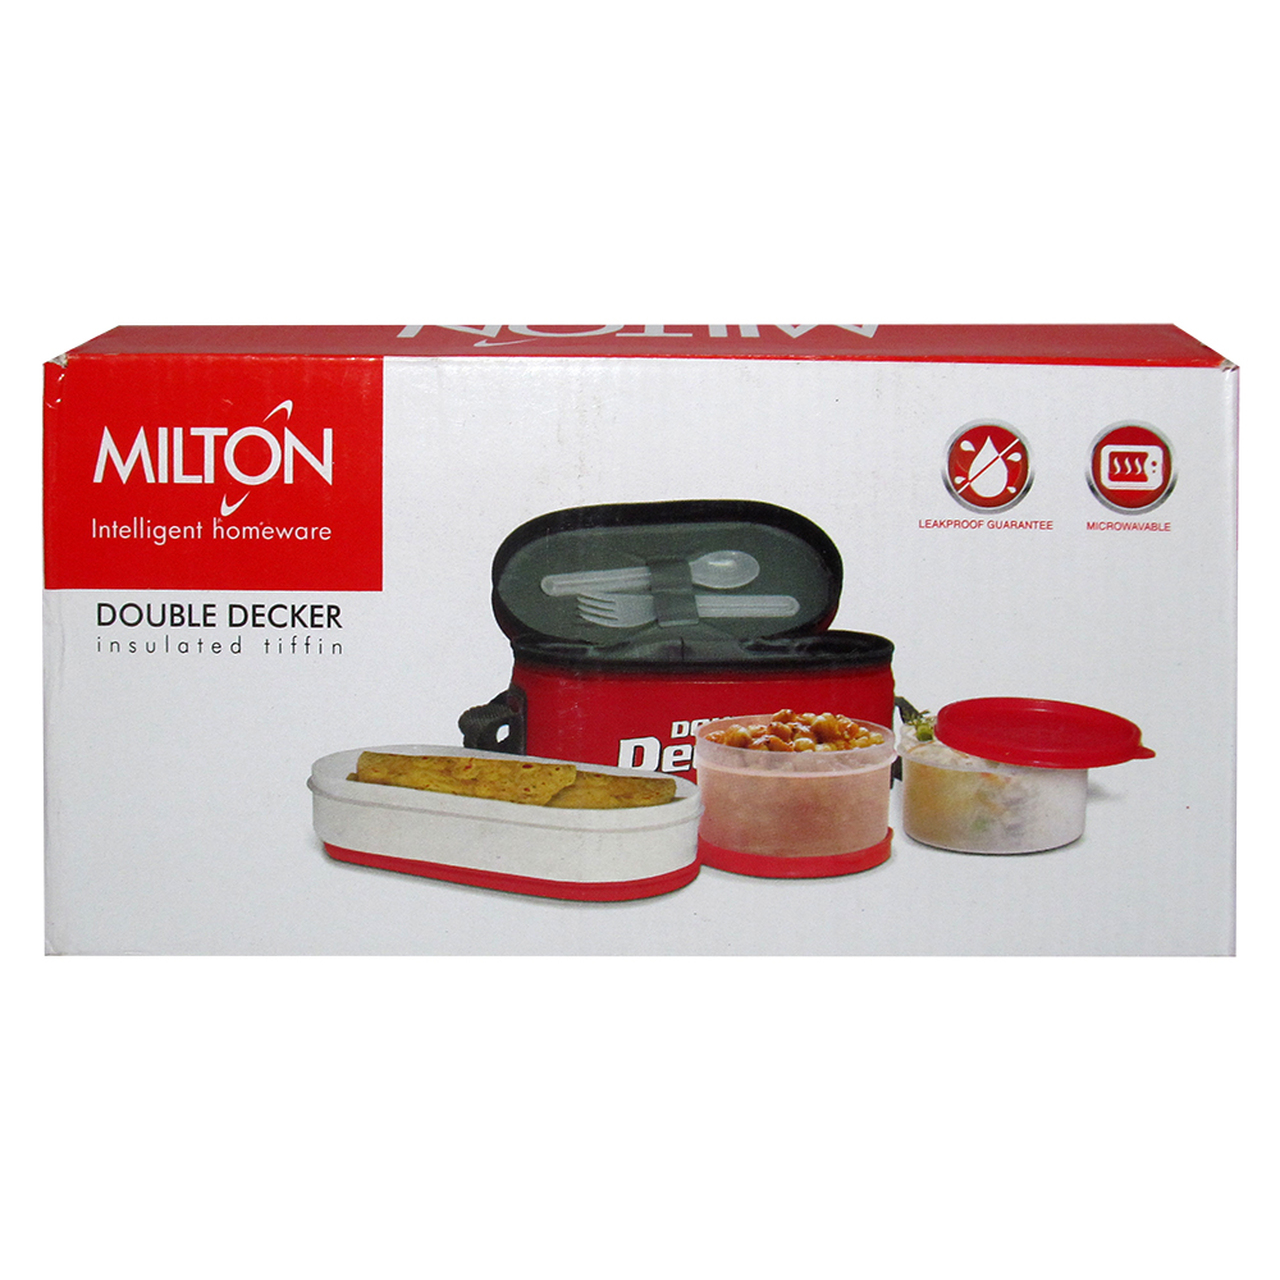 MILTON
MILTON
Intelligent homeware
DOUBLE DECKER
insulated tiffin
LEAKPROOF GUARANTEE
MICROWAVABLE